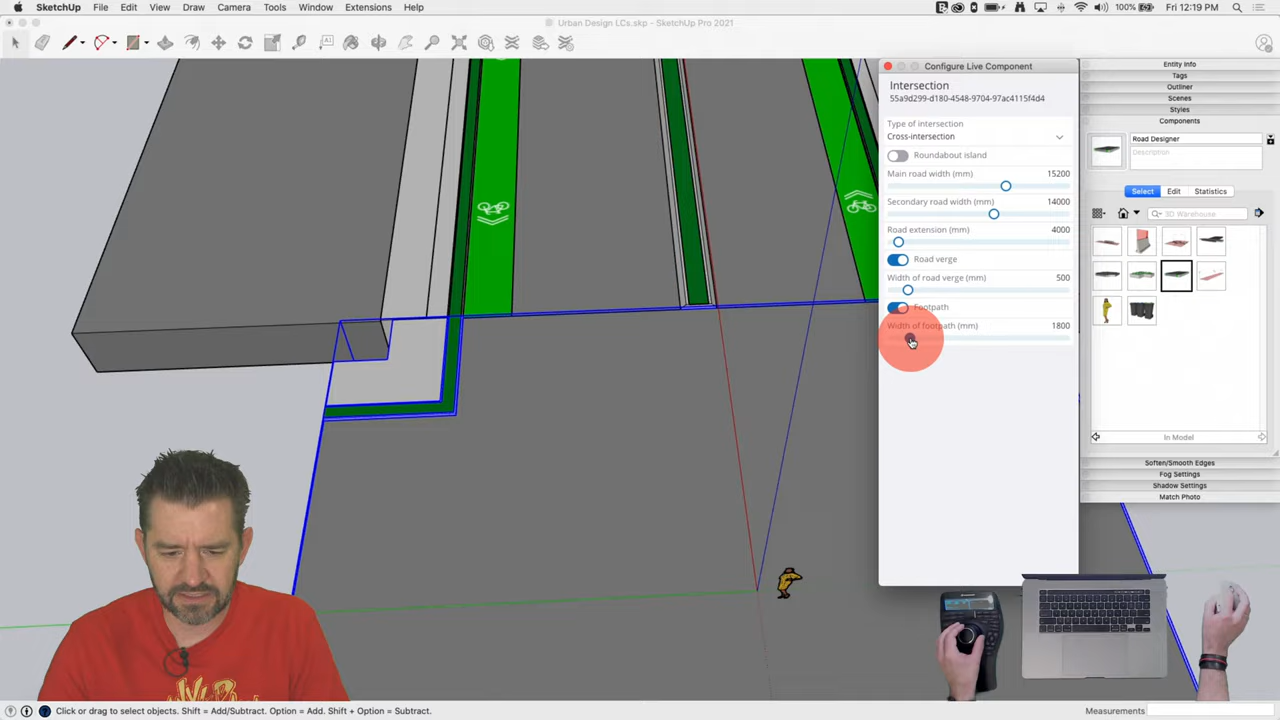 SketchUp File Edit View Draw Camera Tools Window Extensions Help
100% Fri 12:19 PM
Urban Design LCs.skp - SketchUp Pro 2021
Configure Live Component
Intersection
55a9d299-d180-4548-9704-97ac4115f4d4
Type of intersection
Cross-intersection
Roundabout island
Main road width (mm) 15200
Secondary road width (mm) 14000
Road extension (mm) 4000
Road verge
Width of road verge (mm) 500
Footpath
Width of footpath (mm) 1800
Entity Info
Tags
Outliner
Scenes
Styles
Components
Road Designer
Description
Select Edit Statistics
3D Warehouse
In Model
Soften/Smooth Edges
Fog Settings
Shadow Settings
Match Photo
Click or drag to select objects. Shift = Add/Subtract. Option = Add. Shift + Option = Subtract.
Measurements